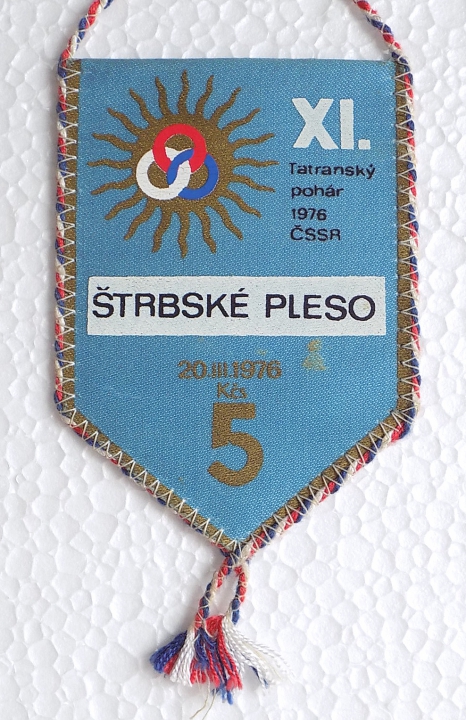 XI.
Tatranský
pohár
1976
ČSSR
ŠTRBSKÉ PLESO
20.III.1976
Kčs
5